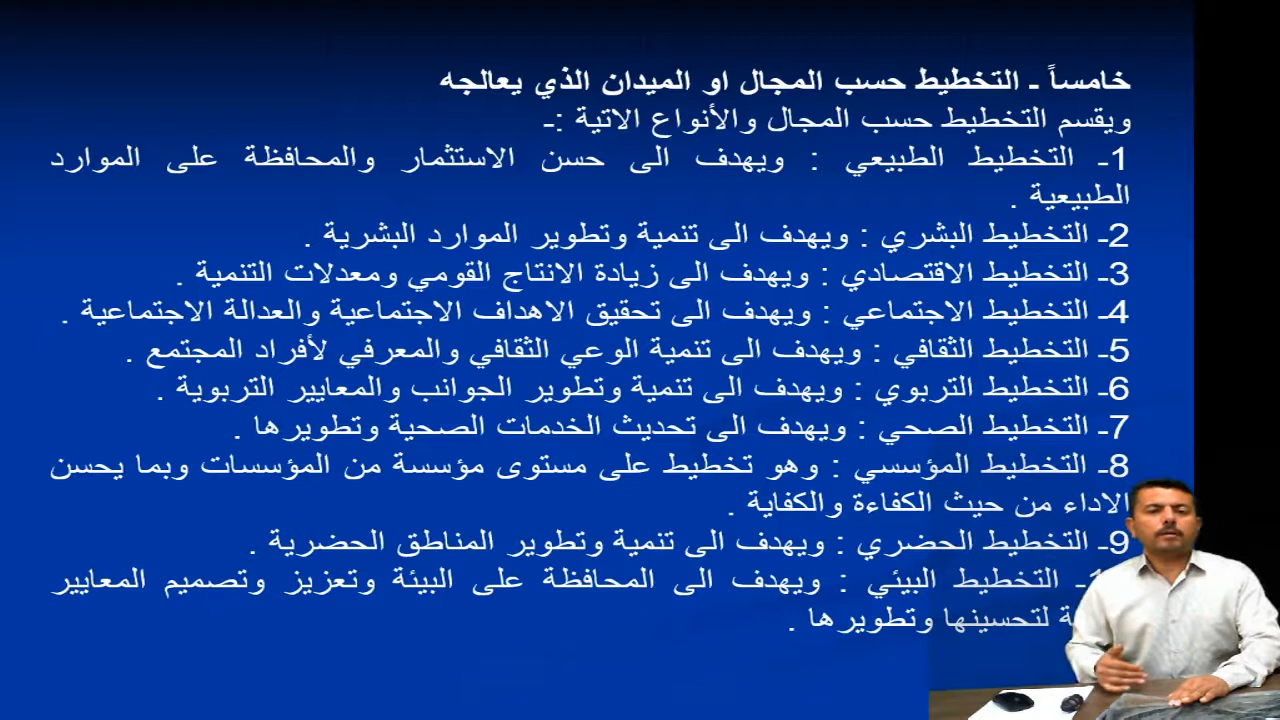 خامساً ـ التخطيط حسب المجال او الميدان الذي يعالجه
ويقسم التخطيط حسب المجال والأنواع الاتية :ـ
1ـ التخطيط الطبيعي : ويهدف الى حسن الاستثمار والمحافظة على الموارد
الطبيعية .
2ـ التخطيط البشري : ويهدف الى تنمية وتطوير الموارد البشرية .
3ـ التخطيط الاقتصادي : ويهدف الى زيادة الانتاج القومي ومعدلات التنمية .
4ـ التخطيط الاجتماعي : ويهدف الى تحقيق الاهداف الاجتماعية والعدالة الاجتماعية .
5ـ التخطيط الثقافي : ويهدف الى تنمية الوعي الثقافي والمعرفي لأفراد المجتمع .
6ـ التخطيط التربوي : ويهدف الى تنمية وتطوير الجوانب والمعايير التربوية .
7ـ التخطيط الصحي : ويهدف الى تحديث الخدمات الصحية وتطويرها .
8ـ التخطيط المؤسسي : وهو تخطيط على مستوى مؤسسة من المؤسسات وبما يحسن
الاداء من حيث الكفاءة والكفاية .
9ـ التخطيط الحضري : ويهدف الى تنمية وتطوير المناطق الحضرية .
ـ التخطيط البيئي : ويهدف الى المحافظة على البيئة وتعزيز وتصميم المعايير
لتحسينها وتطويرها .